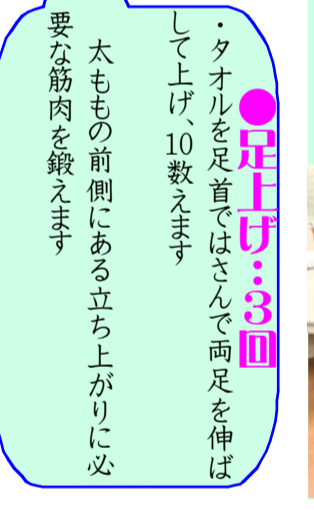 ●足上げ…3回
・タオルを足首ではさんで両足を伸ば
して上げ、10数えます
太ももの前側にある立ち上がりに必
要な筋肉を鍛えます